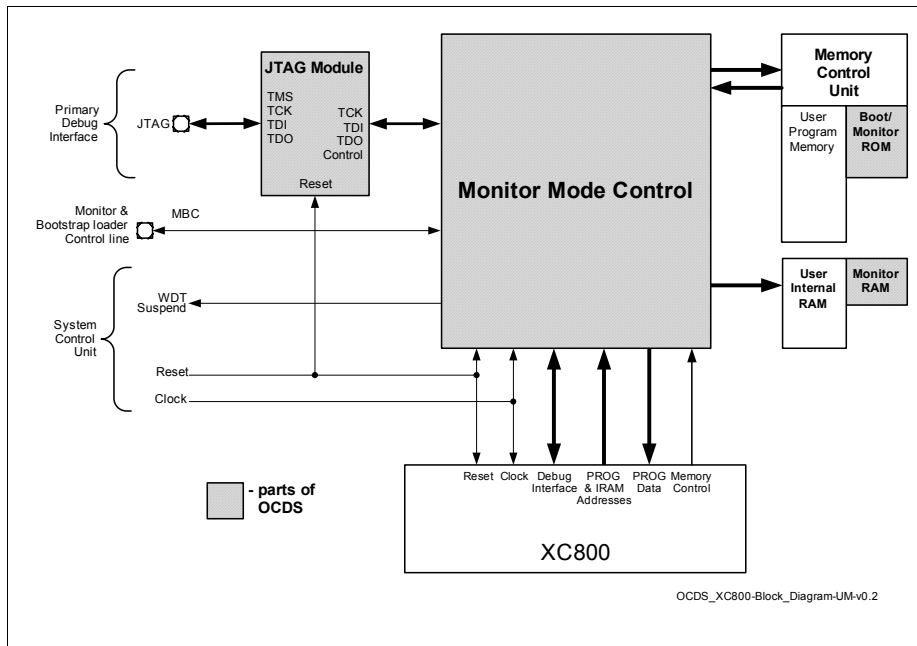 JTAG Module
TMS
TCK
TDI
TDO
TCK
TDI
TDO
Control
Reset
Primary
Debug
Interface
JTAG
Monitor &
Bootstrap loader
Control line
MBC
System
Control
Unit
WDT
Suspend
Reset
Clock
Monitor Mode Control
Memory
Control
Unit
User
Program
Memory
Boot/
Monitor
ROM
User
Internal
RAM
Monitor
RAM
Reset
Clock
Debug
Interface
PROG
& IRAM
Addresses
PROG
Data
Memory
Control
XC800
- parts of
OCDS
OCDS_XC800-Block_Diagram-UM-v0.2